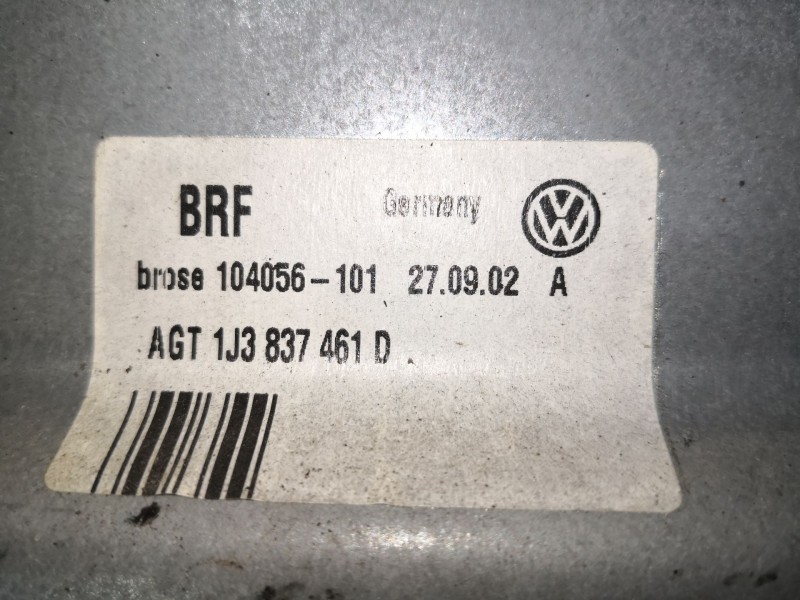 BRF Germany
brose 104056-101 27.09.02 A
AGT 1J3 837 461 D